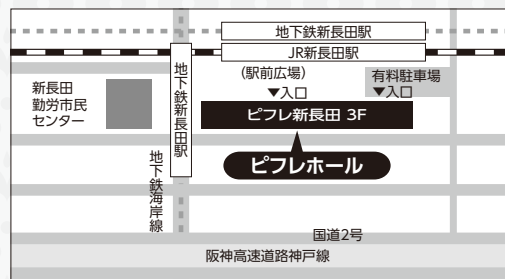 地下鉄新長田駅
JR新長田駅
(駅前広場)
▼入口
有料駐車場
▼入口
新長田
勤労市民
センター
地下鉄新長田駅
ピフレ新長田 3F
ピフレホール
地下鉄海岸線
国道2号
阪神高速道路神戸線